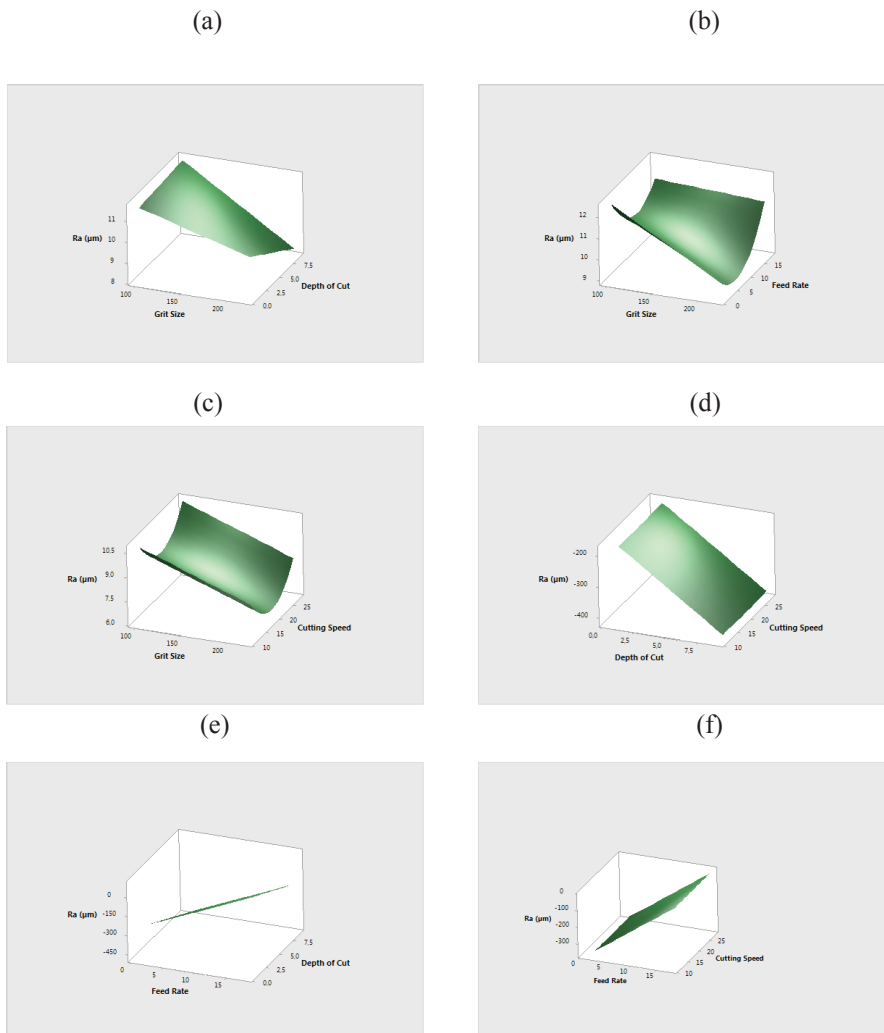 (a)
(b)
11
Ra (µm) 10
9
8
100
150
200
Grit Size
0.0
2.5
5.0
7.5
Depth of Cut
12
11
Ra (µm)
10
9
100
150
200
Grit Size
0
5
10
15
Feed Rate
(c)
(d)
10.5
9.0
Ra (µm)
7.5
6.0
100
150
200
Grit Size
10
15
20
25
Cutting Speed
-200
Ra (µm)
-300
-400
0.0
2.5
5.0
7.5
Depth of Cut
10
15
20
25
Cutting Speed
(e)
(f)
0
Ra (µm) -150
-300
-450
0
5
10
15
Feed Rate
0.0
2.5
5.0
7.5
Depth of Cut
0
-100
Ra (µm)
-200
-300
0
5
10
15
Feed Rate
10
15
20
25
Cutting Speed